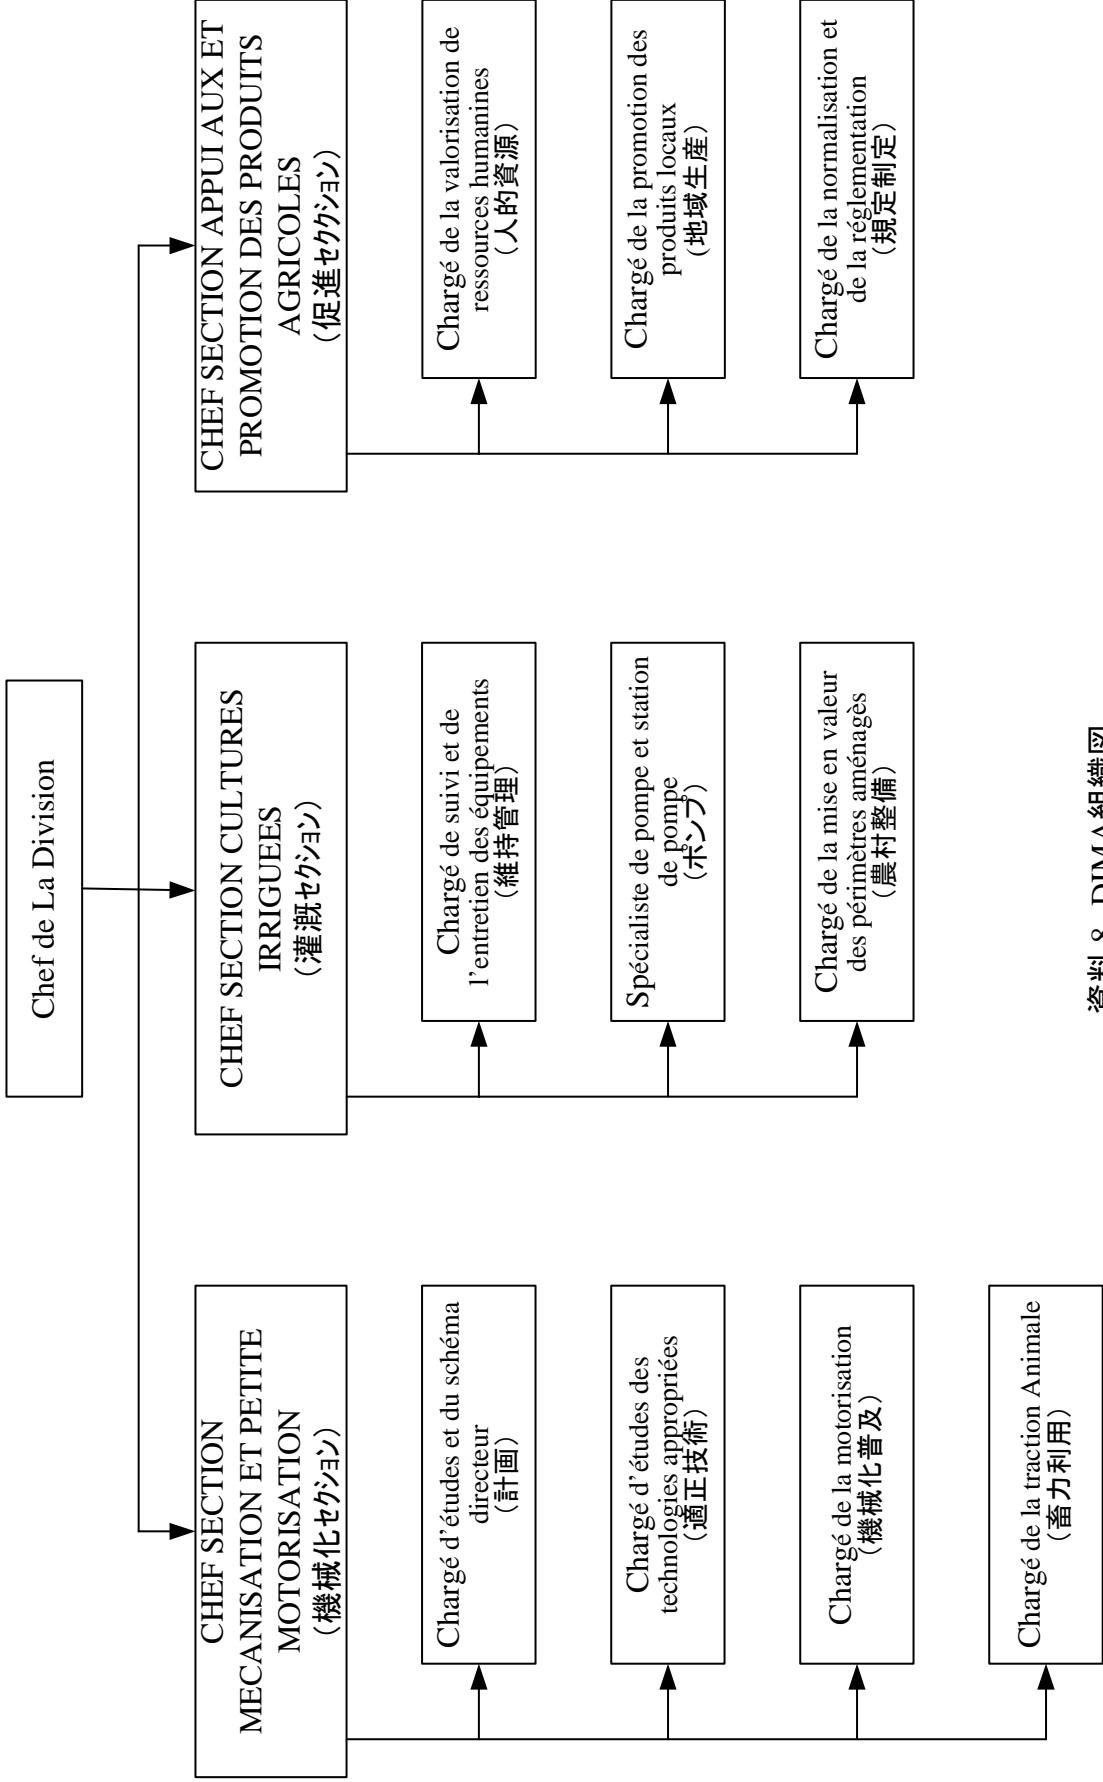 Chef de La Division
CHEF SECTION
MECANISATION ET PETITE
MOTORISATION
（機械化セクション）
Chargé d’études et du schéma
directeur
（計画）
Chargé d’études des
technologies appropriées
（適正技術）
Chargé de la motorisation
（機械化普及）
Chargé de la traction Animale
（畜力利用）
CHEF SECTION CULTURES
IRRIGUEES
（灌漑セクション）
Chargé de suivi et de
l’entretien des équipements
（維持管理）
Spécialiste de pompe et station
de pompe
（ポンプ）
Chargé de la mise en valeur
des périmètres aménagès
（農村整備）
CHEF SECTION APPUI AUX ET
PROMOTION DES PRODUITS
AGRICOLES
（促進セククション）
Chargé de la valorisation de
ressources humanines
（人的資源）
Chargé de la promotion des
produits locaux
（地域生産）
Chargé de la normalisation et
de la réglementation
（規定制定）
資料 8 DIMA組織図